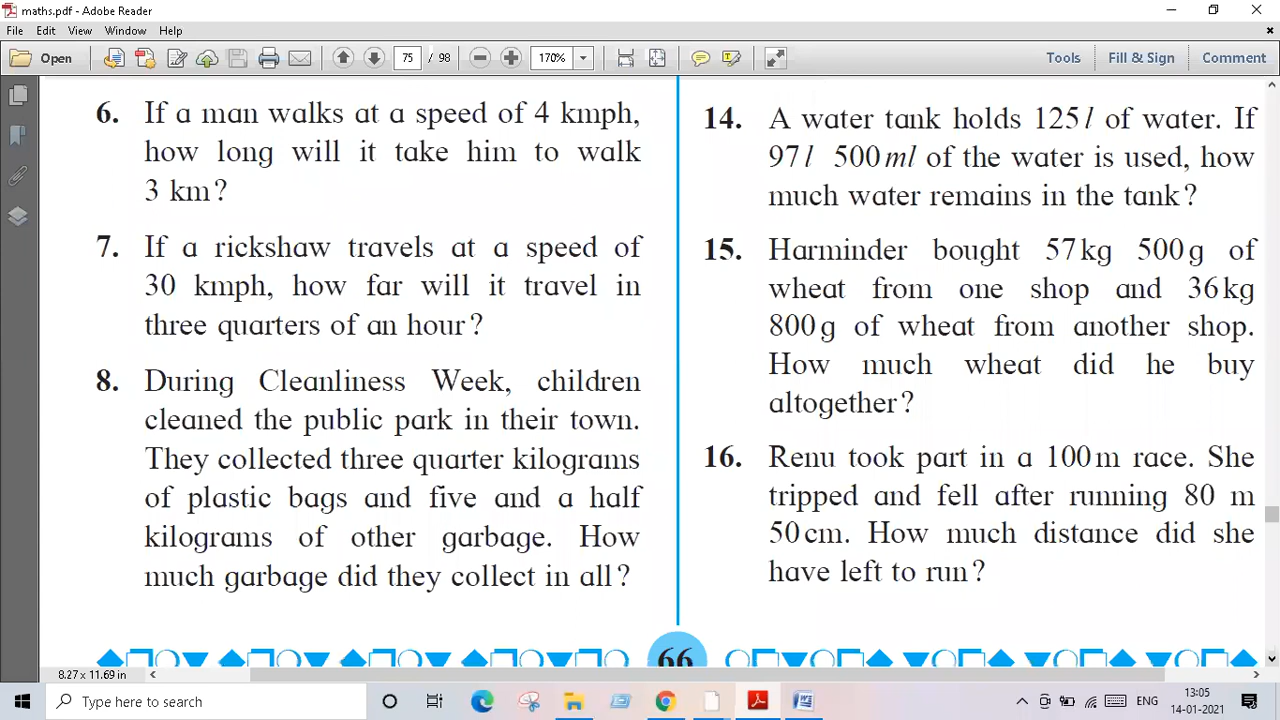 maths.pdf - Adobe Reader
File Edit View Window Help
Open 75 / 98 170% Tools Fill & Sign Comment
6. If a man walks at a speed of 4 kmph,
how long will it take him to walk
3 km?
7. If a rickshaw travels at a speed of
30 kmph, how far will it travel in
three quarters of an hour?
8. During Cleanliness Week, children
cleaned the public park in their town.
They collected three quarter kilograms
of plastic bags and five and a half
kilograms of other garbage. How
much garbage did they collect in all?
14. A water tank holds 125 l of water. If
97 l 500 ml of the water is used, how
much water remains in the tank?
15. Harminder bought 57 kg 500 g of
wheat from one shop and 36 kg
800 g of wheat from another shop.
How much wheat did he buy
altogether?
16. Renu took part in a 100 m race. She
tripped and fell after running 80 m
50 cm. How much distance did she
have left to run?
66
8.27 x 11.69 in
Type here to search
ENG
13:05
14-01-2021